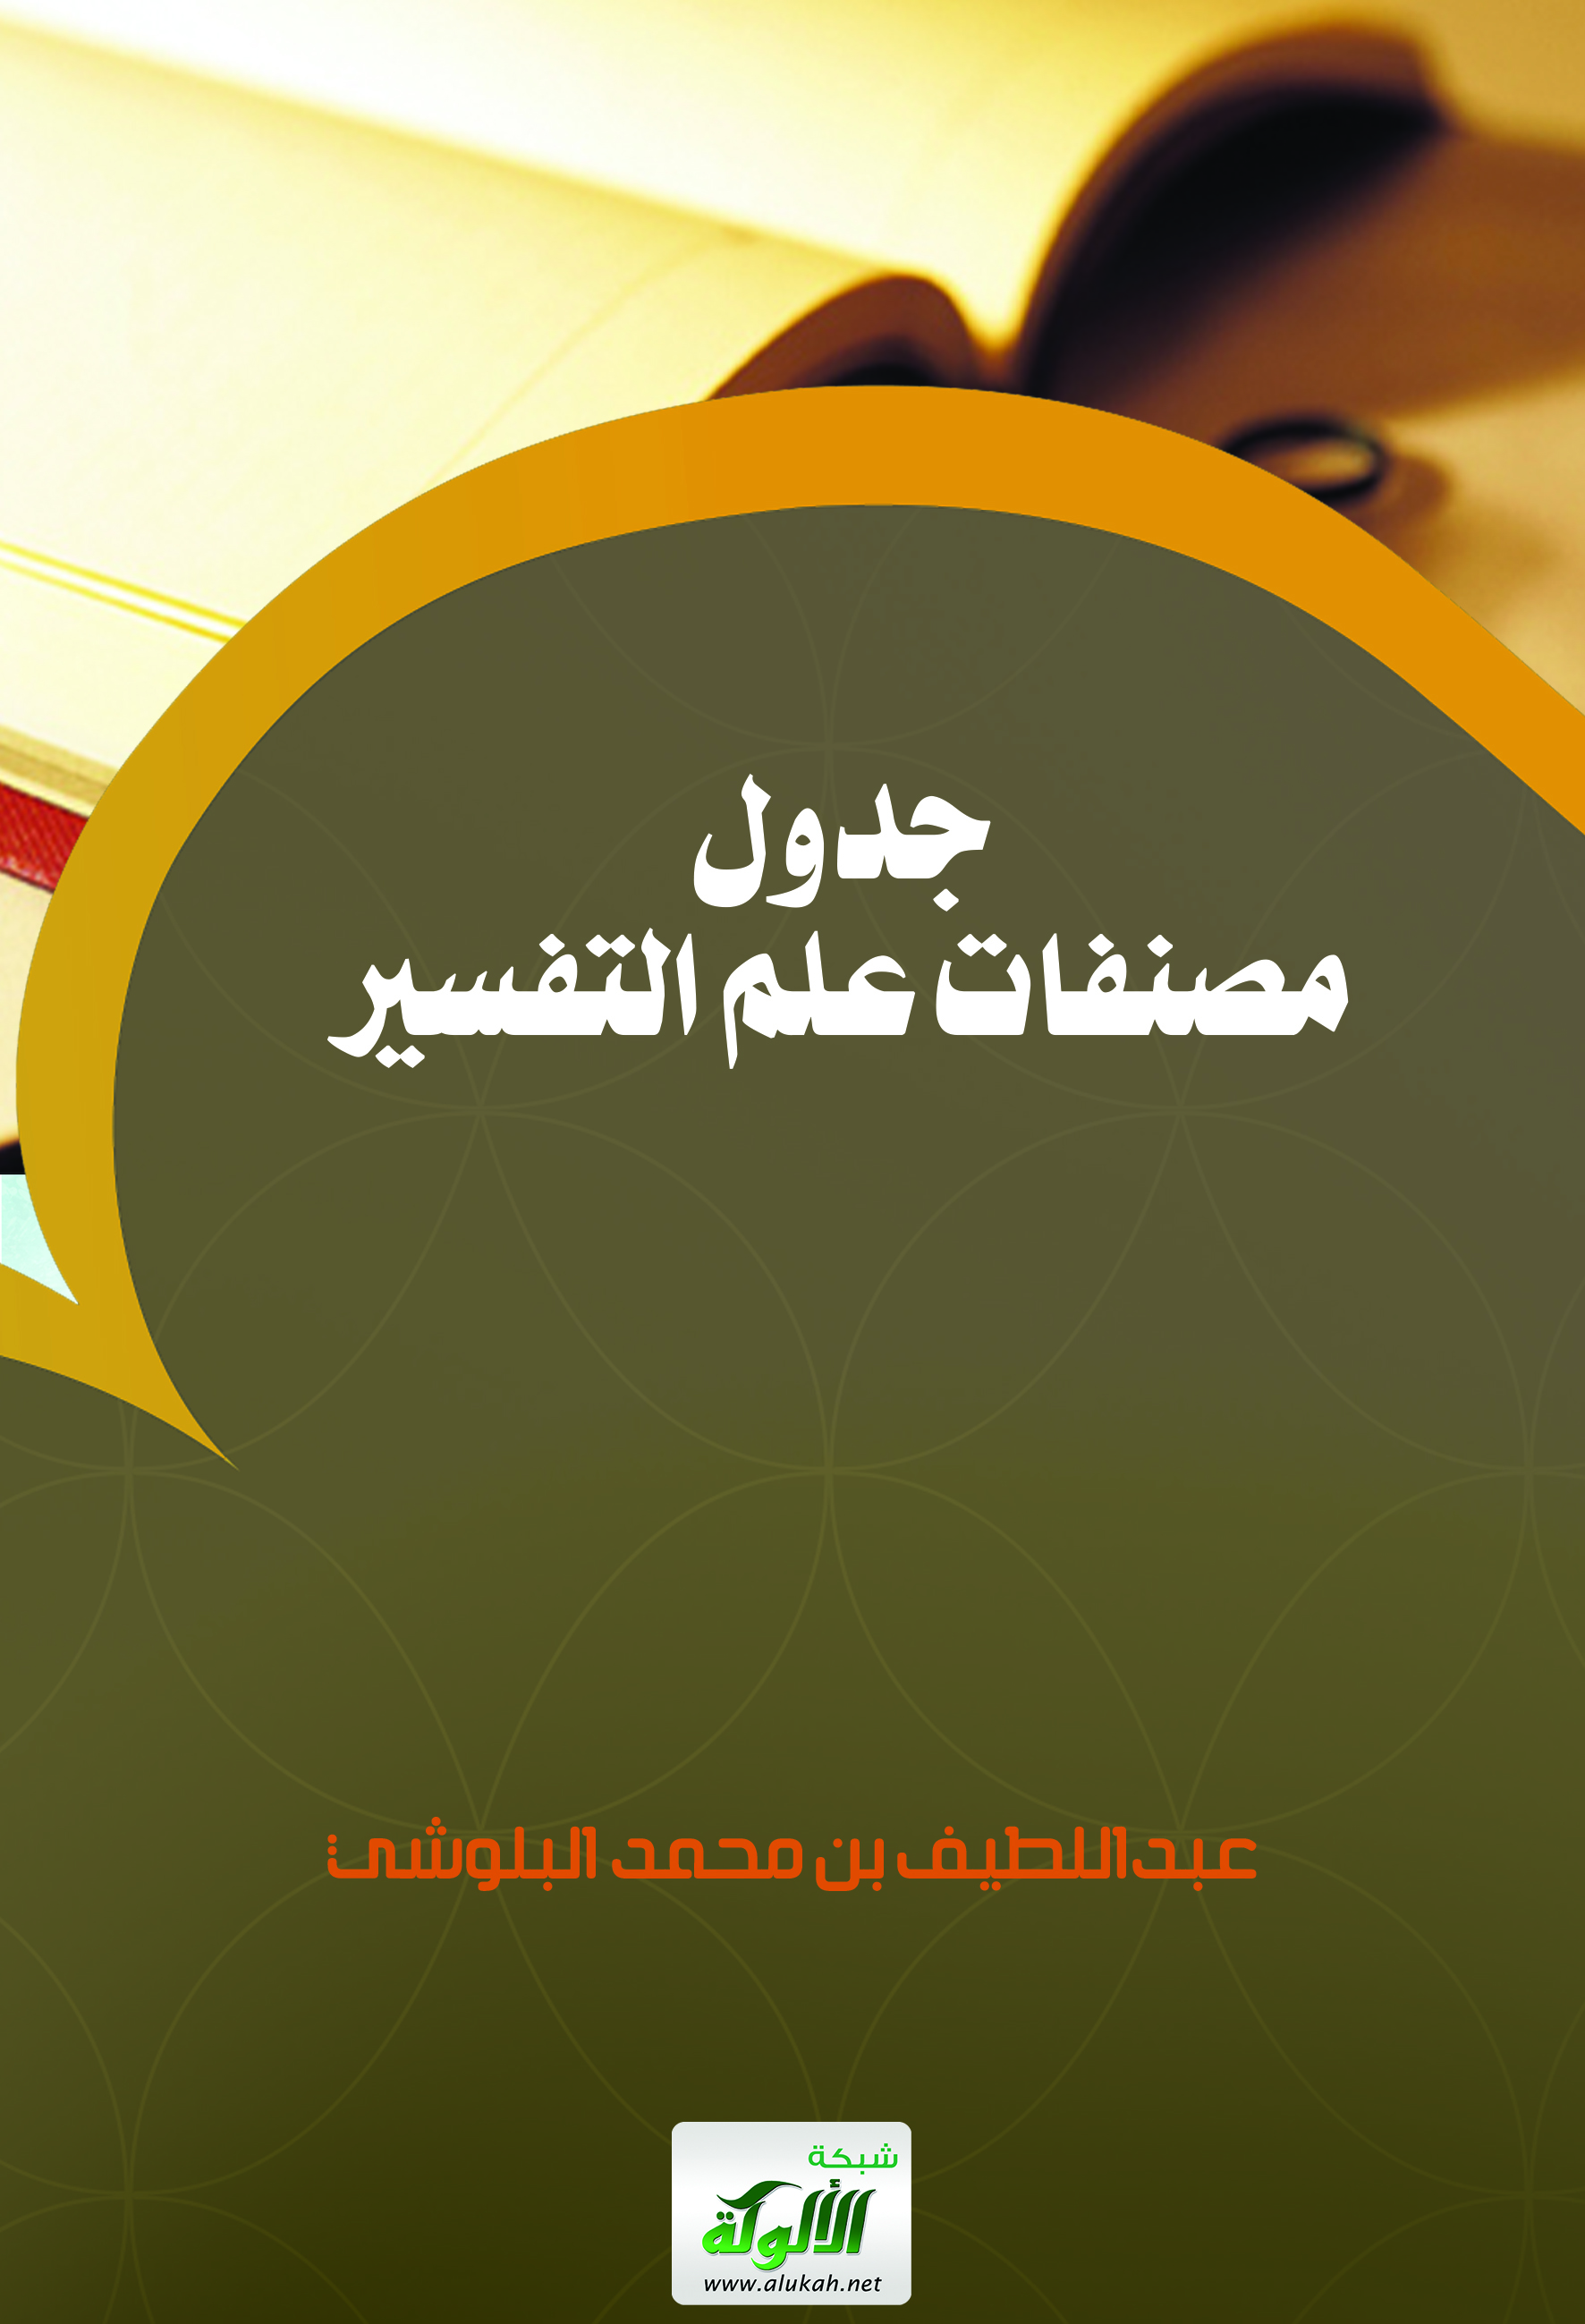 جدول
مصنفات علم التفسير
عبداللطيف بن محمد البلوشي
شبكة
الألوكة
www.alukah.net